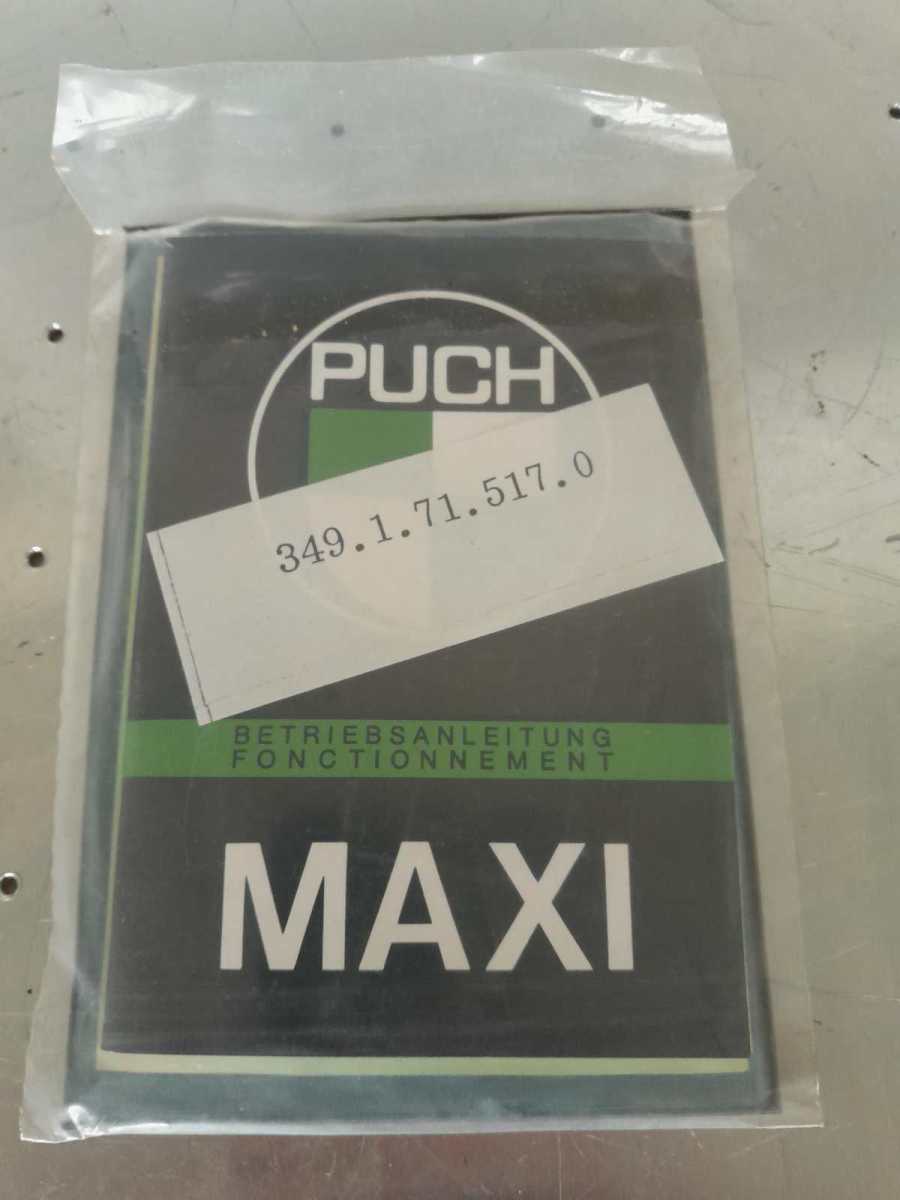 PUCH
349.1.71.517.0
BETRIEBSANLEITUNG
FONCTIONNEMENT
MAXI